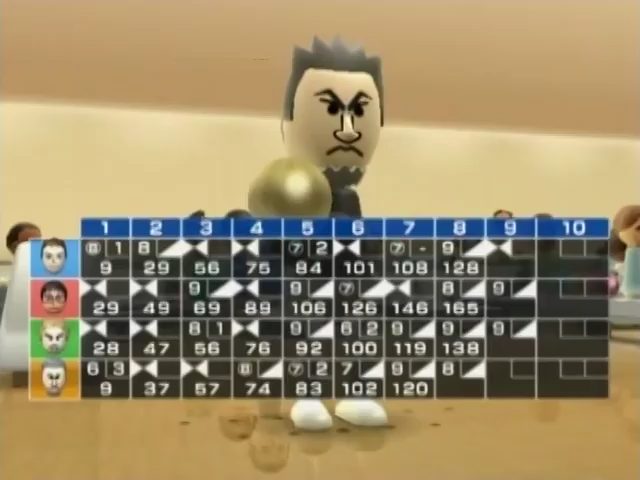 1 2 3 4 5 6 7 8 9 10
⑧ 1 8 ⑦ 2 ⑦ - 9
9 29 56 75 84 101 108 128
9 9 ⑦ 8 9
29 49 69 89 106 126 146 165
8 1 9 6 2 9 9 9
28 47 56 76 92 100 119 138
6 3 ⑧ ⑦ 2 7 9 8
9 37 57 74 83 102 120